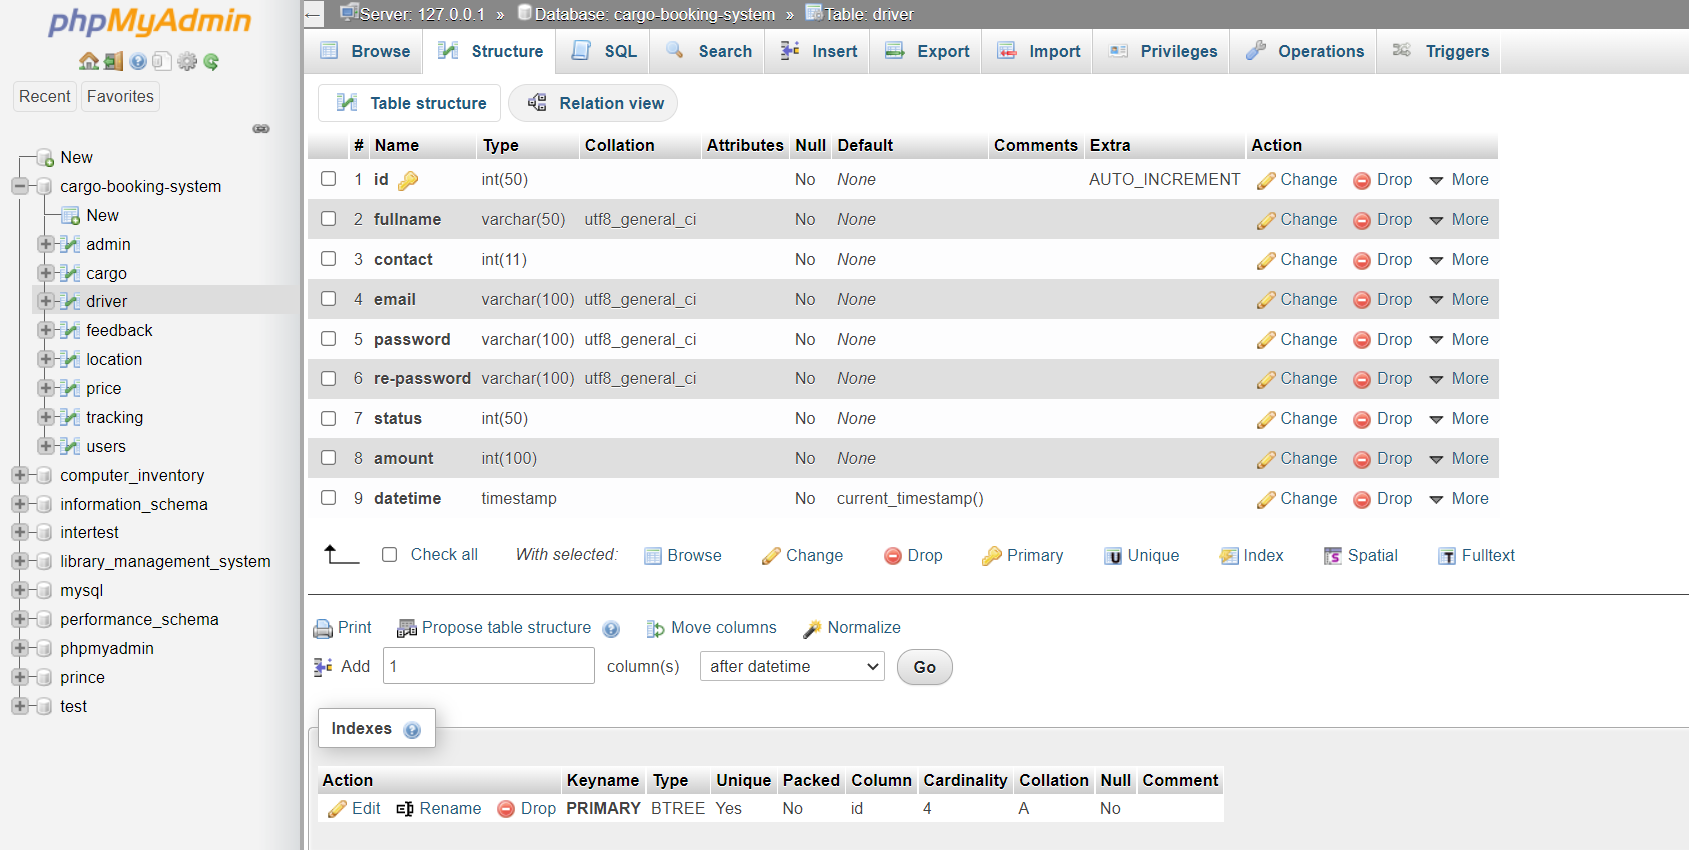 phpMyAdmin
Recent Favorites
New
cargo-booking-system
New
admin
cargo
driver
feedback
location
price
tracking
users
computer_inventory
information_schema
intertest
library_management_system
mysql
performance_schema
phpmyadmin
prince
test
Server: 127.0.0.1 » Database: cargo-booking-system » Table: driver
Browse Structure SQL Search Insert Export Import Privileges Operations Triggers
Table structure Relation view
# Name Type Collation Attributes Null Default Comments Extra Action
1 id int(50) No None AUTO_INCREMENT Change Drop More
2 fullname varchar(50) utf8_general_ci No None Change Drop More
3 contact int(11) No None Change Drop More
4 email varchar(100) utf8_general_ci No None Change Drop More
5 password varchar(100) utf8_general_ci No None Change Drop More
6 re-password varchar(100) utf8_general_ci No None Change Drop More
7 status int(50) No None Change Drop More
8 amount int(100) No None Change Drop More
9 datetime timestamp No current_timestamp() Change Drop More
Check all With selected: Browse Change Drop Primary Unique Index Spatial Fulltext
Print Propose table structure Move columns Normalize
Add 1 column(s) after datetime Go
Indexes
Action Keyname Type Unique Packed Column Cardinality Collation Null Comment
Edit Rename Drop PRIMARY BTREE Yes No id 4 A No